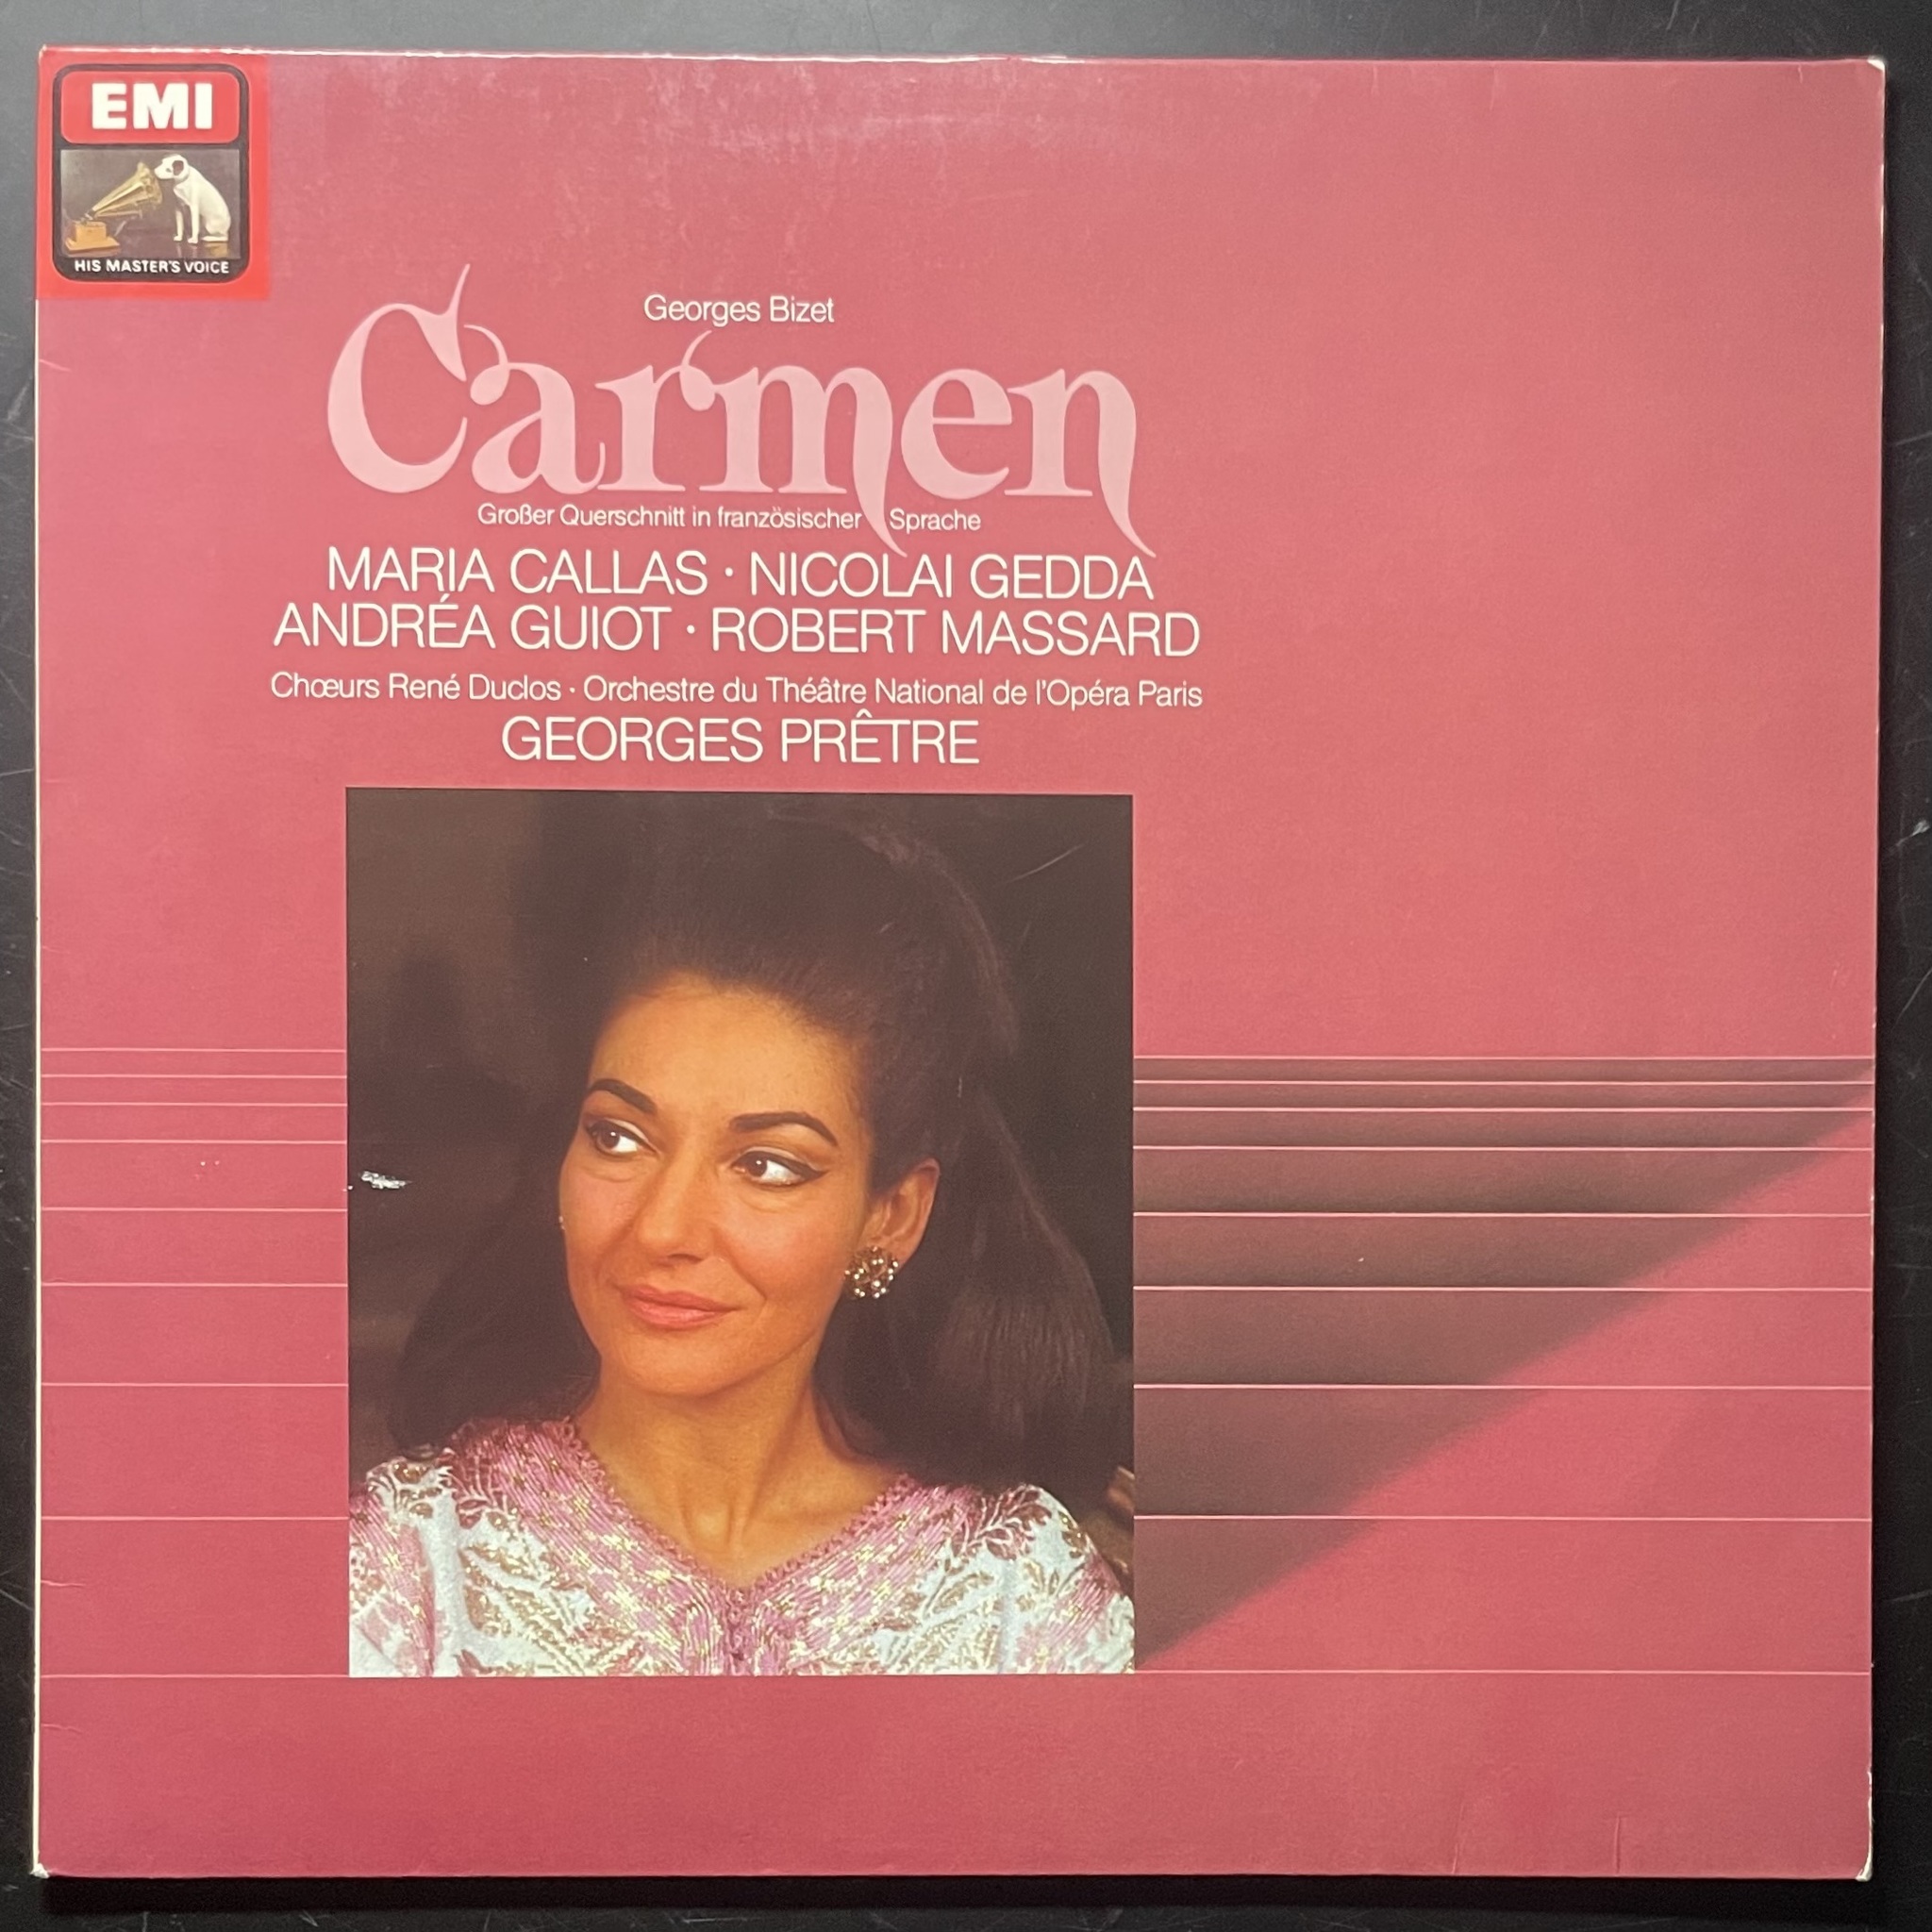 EMI
HIS MASTER'S VOICE
Georges Bizet
Carmen
Großer Querschnitt in französischer Sprache
MARIA CALLAS · NICOLAI GEDDA
ANDRÉA GUIOT · ROBERT MASSARD
Chœurs René Duclos · Orchestre du Théâtre National de l'Opéra Paris
GEORGES PRÊTRE